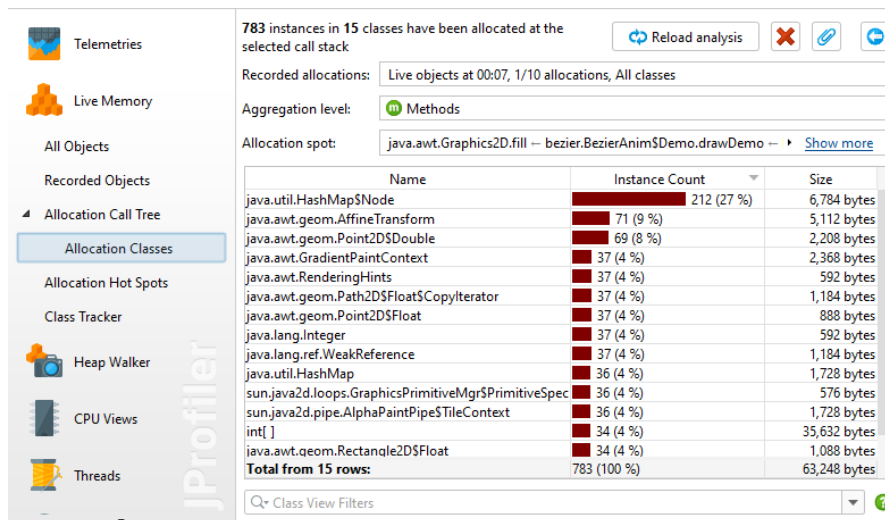 Telemetries
Live Memory
All Objects
Recorded Objects
Allocation Call Tree
Allocation Classes
Allocation Hot Spots
Class Tracker
Heap Walker
CPU Views
Threads
JProfiler
783 instances in 15 classes have been allocated at the
selected call stack
Reload analysis
Recorded allocations: Live objects at 00:07, 1/10 allocations, All classes
Aggregation level: m Methods
Allocation spot: java.awt.Graphics2D.fill ← bezier.BezierAnim$Demo.drawDemo ← Show more
Name Instance Count Size
java.util.HashMap$Node 212 (27 %) 6,784 bytes
java.awt.geom.AffineTransform 71 (9 %) 5,112 bytes
java.awt.geom.Point2D$Double 69 (8 %) 2,208 bytes
java.awt.GradientPaintContext 37 (4 %) 2,368 bytes
java.awt.RenderingHints 37 (4 %) 592 bytes
java.awt.geom.Path2D$Float$CopyIterator 37 (4 %) 1,184 bytes
java.awt.geom.Point2D$Float 37 (4 %) 888 bytes
java.lang.Integer 37 (4 %) 592 bytes
java.lang.ref.WeakReference 37 (4 %) 1,184 bytes
java.util.HashMap 36 (4 %) 1,728 bytes
sun.java2d.loops.GraphicsPrimitiveMgr$PrimitiveSpec 36 (4 %) 576 bytes
sun.java2d.pipe.AlphaPaintPipe$TileContext 36 (4 %) 1,728 bytes
int[ ] 34 (4 %) 35,632 bytes
java.awt.geom.Rectangle2D$Float 34 (4 %) 1,088 bytes
Total from 15 rows: 783 (100 %) 63,248 bytes
Class View Filters
?